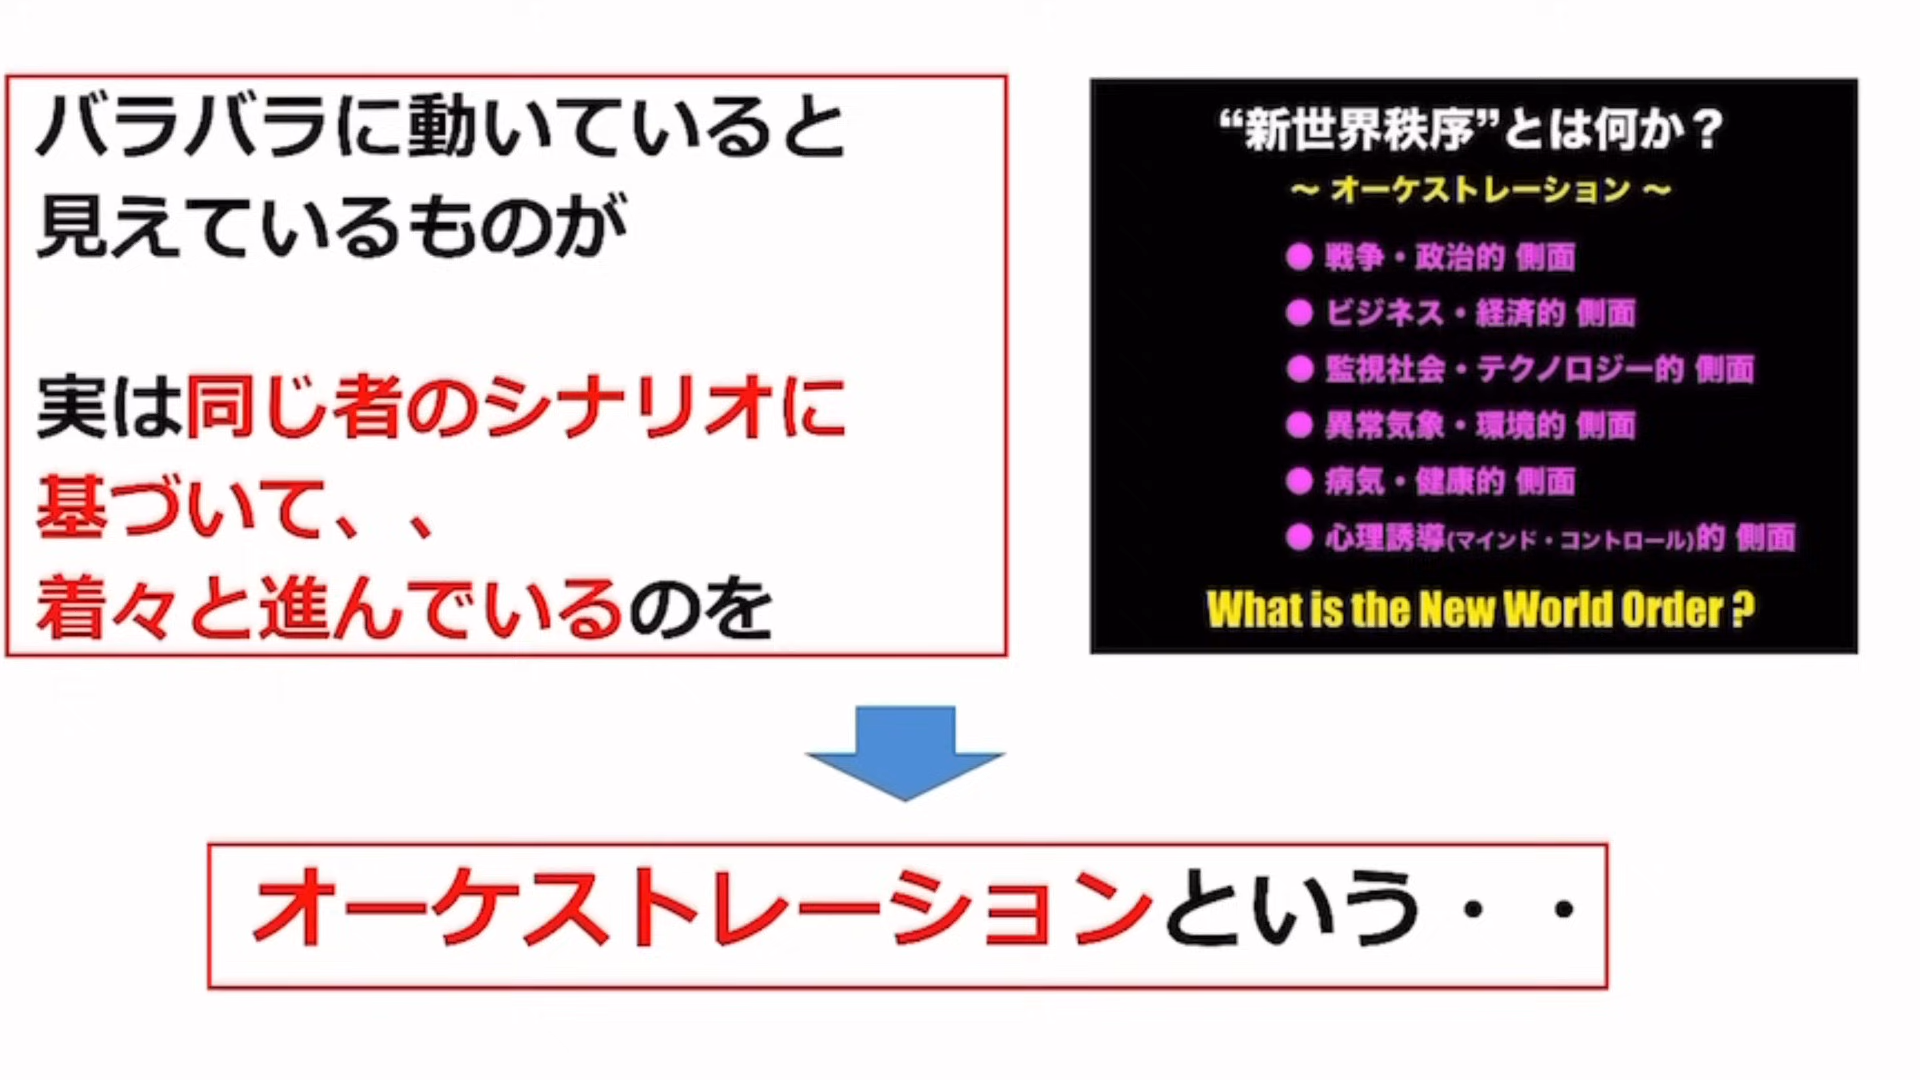 バラバラに動いていると
見えているものが
実は同じ者のシナリオに
基づいて、、
着々と進んでいるのを
“新世界秩序”とは何か？
～ オーケストレーション ～
● 戦争・政治的 側面
● ビジネス・経済的 側面
● 監視社会・テクノロジー的 側面
● 異常気象・環境的 側面
● 病気・健康的 側面
● 心理誘導(マインド・コントロール)的 側面
What is the New World Order ?
オーケストレーションという・・